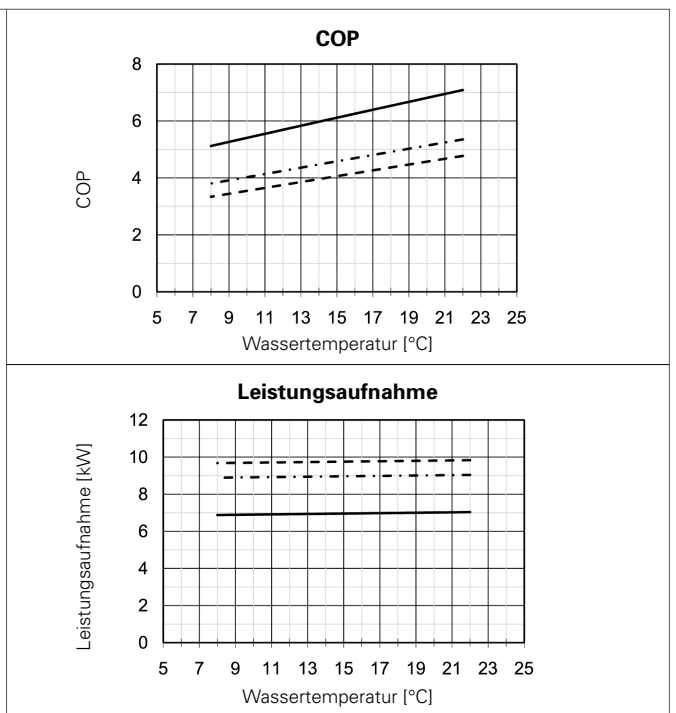 COP
8
6
4
2
0
COP
5 7 9 11 13 15 17 19 21 23 25
Wassertemperatur [°C]
Leistungsaufnahme
12
10
8
6
4
2
0
Leistungsaufnahme [kW]
5 7 9 11 13 15 17 19 21 23 25
Wassertemperatur [°C]